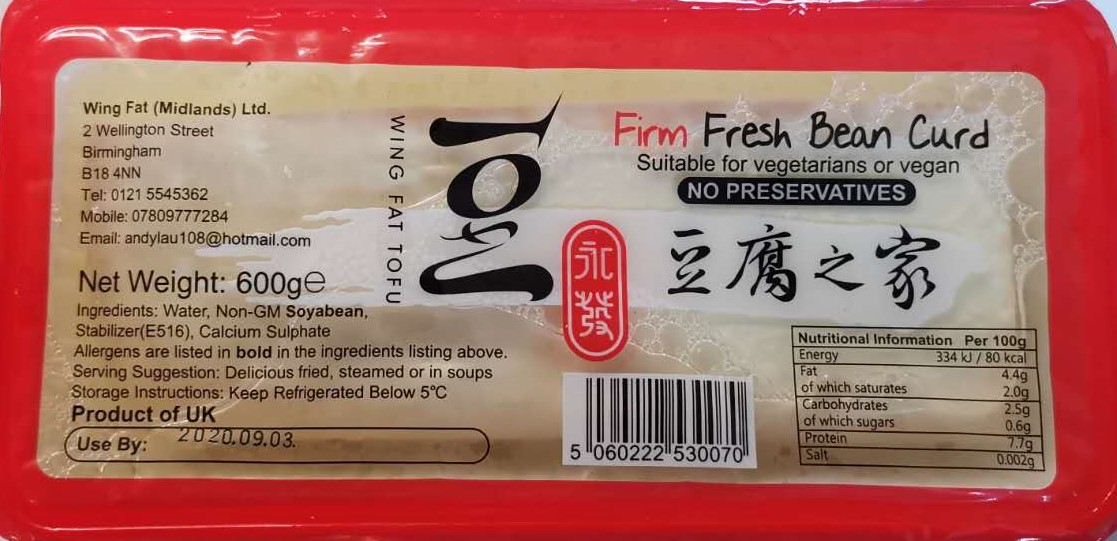 Wing Fat (Midlands) Ltd.
2 Wellington Street
Birmingham
B18 4NN
Tel: 0121 5545362
Mobile: 07809777284
Email: andylau108@hotmail.com
Net Weight: 600g℮
Ingredients: Water, Non-GM Soyabean,
Stabilizer(E516), Calcium Sulphate
Allergens are listed in bold in the ingredients listing above.
Serving Suggestion: Delicious fried, steamed or in soups
Storage Instructions: Keep Refrigerated Below 5°C
Product of UK
Use By: 2020.09.03.
WING FAT TOFU
豆
永發
Firm Fresh Bean Curd
Suitable for vegetarians or vegan
NO PRESERVATIVES
豆腐之家
5 060222 530070
Nutritional Information Per 100g
Energy 334 kJ / 80 kcal
Fat 4.4g
of which saturates 2.0g
Carbohydrates 2.5g
of which sugars 0.6g
Protein 7.7g
Salt 0.002g